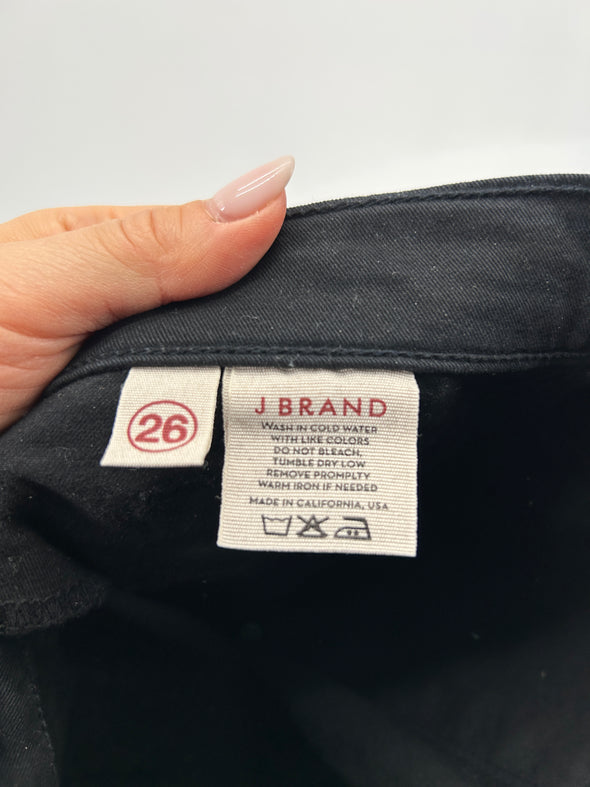 26
J BRAND
WASH IN COLD WATER
WITH LIKE COLORS
DO NOT BLEACH,
TUMBLE DRY LOW
REMOVE PROMPLTY
WARM IRON IF NEEDED
MADE IN CALIFORNIA, USA